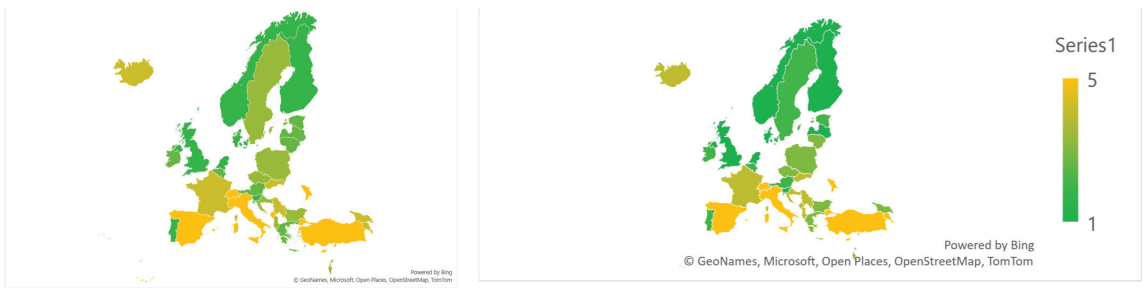 Powered by Bing
© GeoNames, Microsoft, Open Places, OpenStreetMap, TomTom
Series1
5
1
Powered by Bing
© GeoNames, Microsoft, Open Places, OpenStreetMap, TomTom